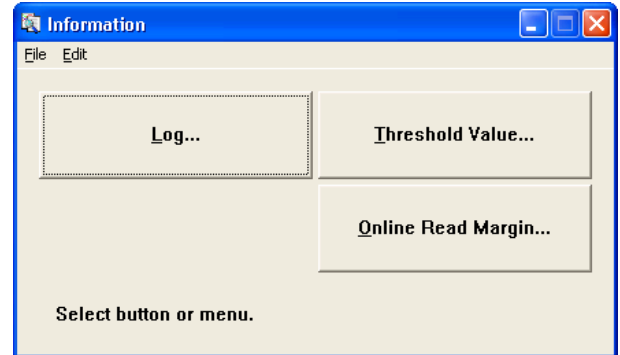 Information
File Edit
Log... Threshold Value...
Online Read Margin...
Select button or menu.